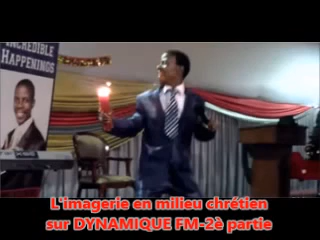 INCREDIBLE
HAPPENINGS
L'imagerie en milieu chrétien
sur DYNAMIQUE FM-2è partie